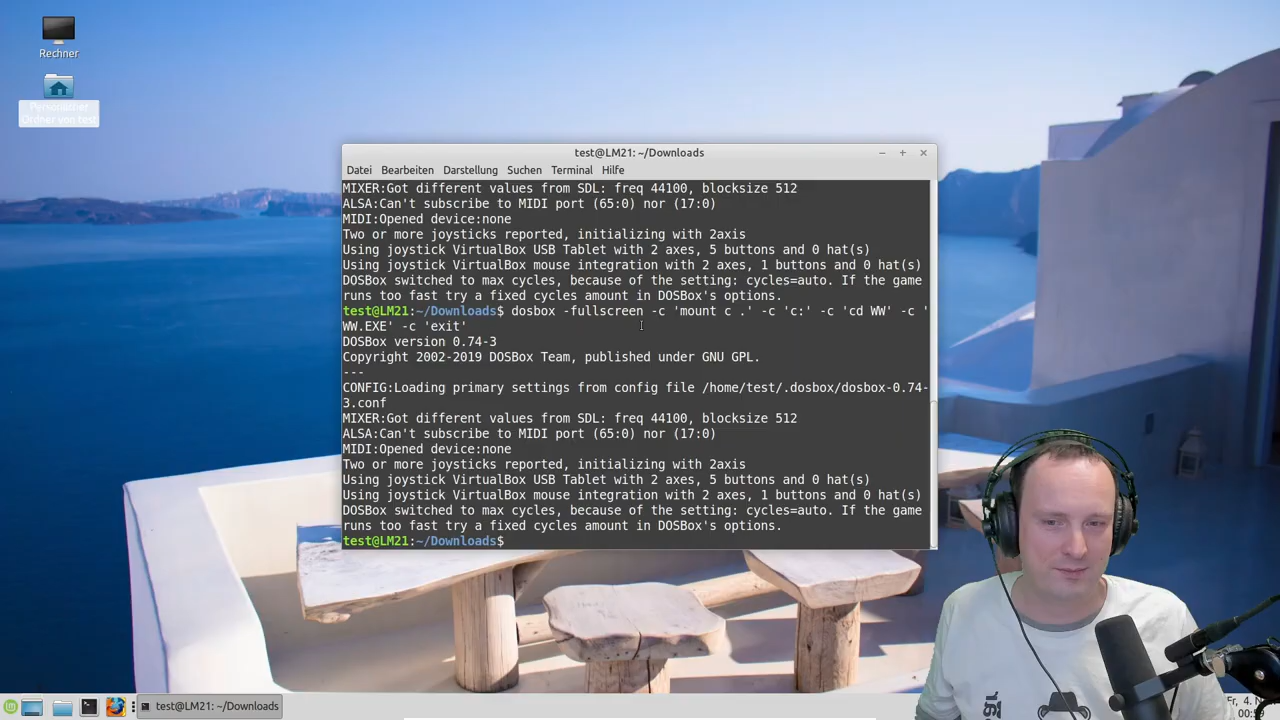 Rechner
Persönlicher
Ordner von test
test@LM21: ~/Downloads
Datei Bearbeiten Darstellung Suchen Terminal Hilfe
MIXER:Got different values from SDL: freq 44100, blocksize 512
ALSA:Can't subscribe to MIDI port (65:0) nor (17:0)
MIDI:Opened device:none
Two or more joysticks reported, initializing with 2axis
Using joystick VirtualBox USB Tablet with 2 axes, 5 buttons and 0 hat(s)
Using joystick VirtualBox mouse integration with 2 axes, 1 buttons and 0 hat(s)
DOSBox switched to max cycles, because of the setting: cycles=auto. If the game
runs too fast try a fixed cycles amount in DOSBox's options.
test@LM21:~/Downloads$ dosbox -fullscreen -c 'mount c .' -c 'c:' -c 'cd WW' -c '
WW.EXE' -c 'exit'
DOSBox version 0.74-3
Copyright 2002-2019 DOSBox Team, published under GNU GPL.
---
CONFIG:Loading primary settings from config file /home/test/.dosbox/dosbox-0.74-
3.conf
MIXER:Got different values from SDL: freq 44100, blocksize 512
ALSA:Can't subscribe to MIDI port (65:0) nor (17:0)
MIDI:Opened device:none
Two or more joysticks reported, initializing with 2axis
Using joystick VirtualBox USB Tablet with 2 axes, 5 buttons and 0 hat(s)
Using joystick VirtualBox mouse integration with 2 axes, 1 buttons and 0 hat(s)
DOSBox switched to max cycles, because of the setting: cycles=auto. If the game
runs too fast try a fixed cycles amount in DOSBox's options.
test@LM21:~/Downloads$
test@LM21: ~/Downloads
Fr, 4. N